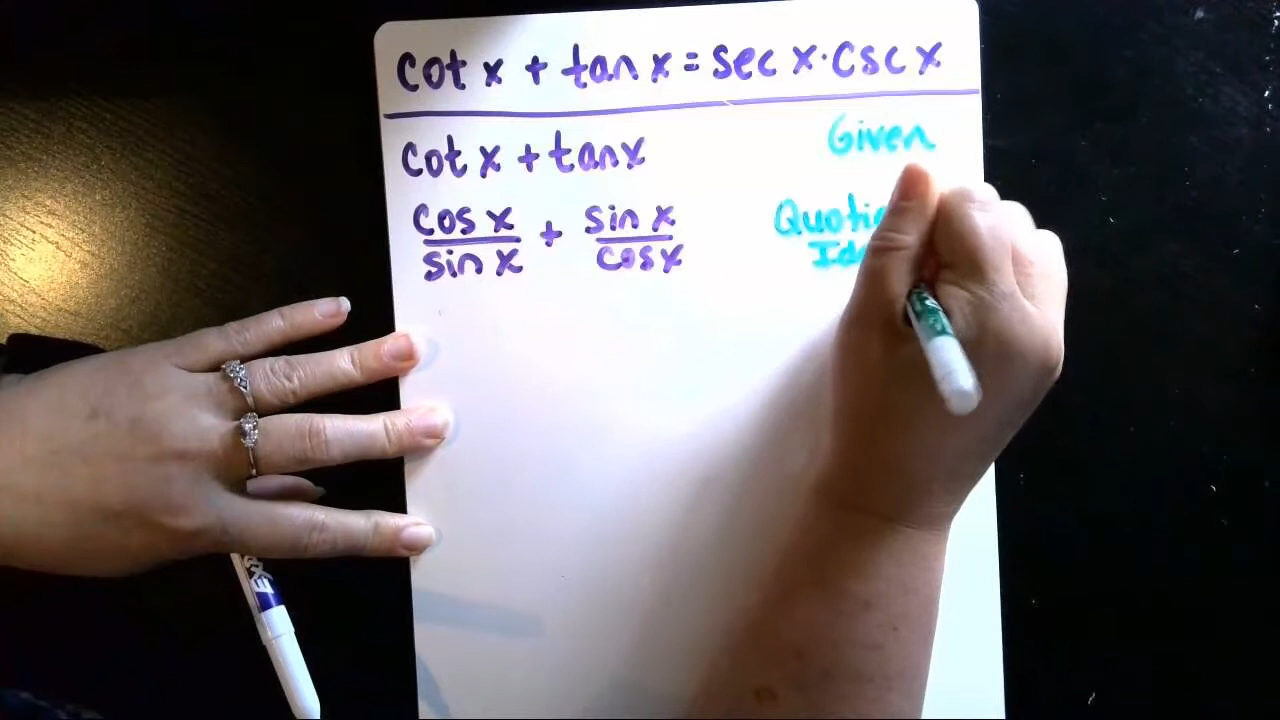 cot x + tan x = sec x · csc x
cot x + tan x
Given
cos x / sin x + sin x / cos x